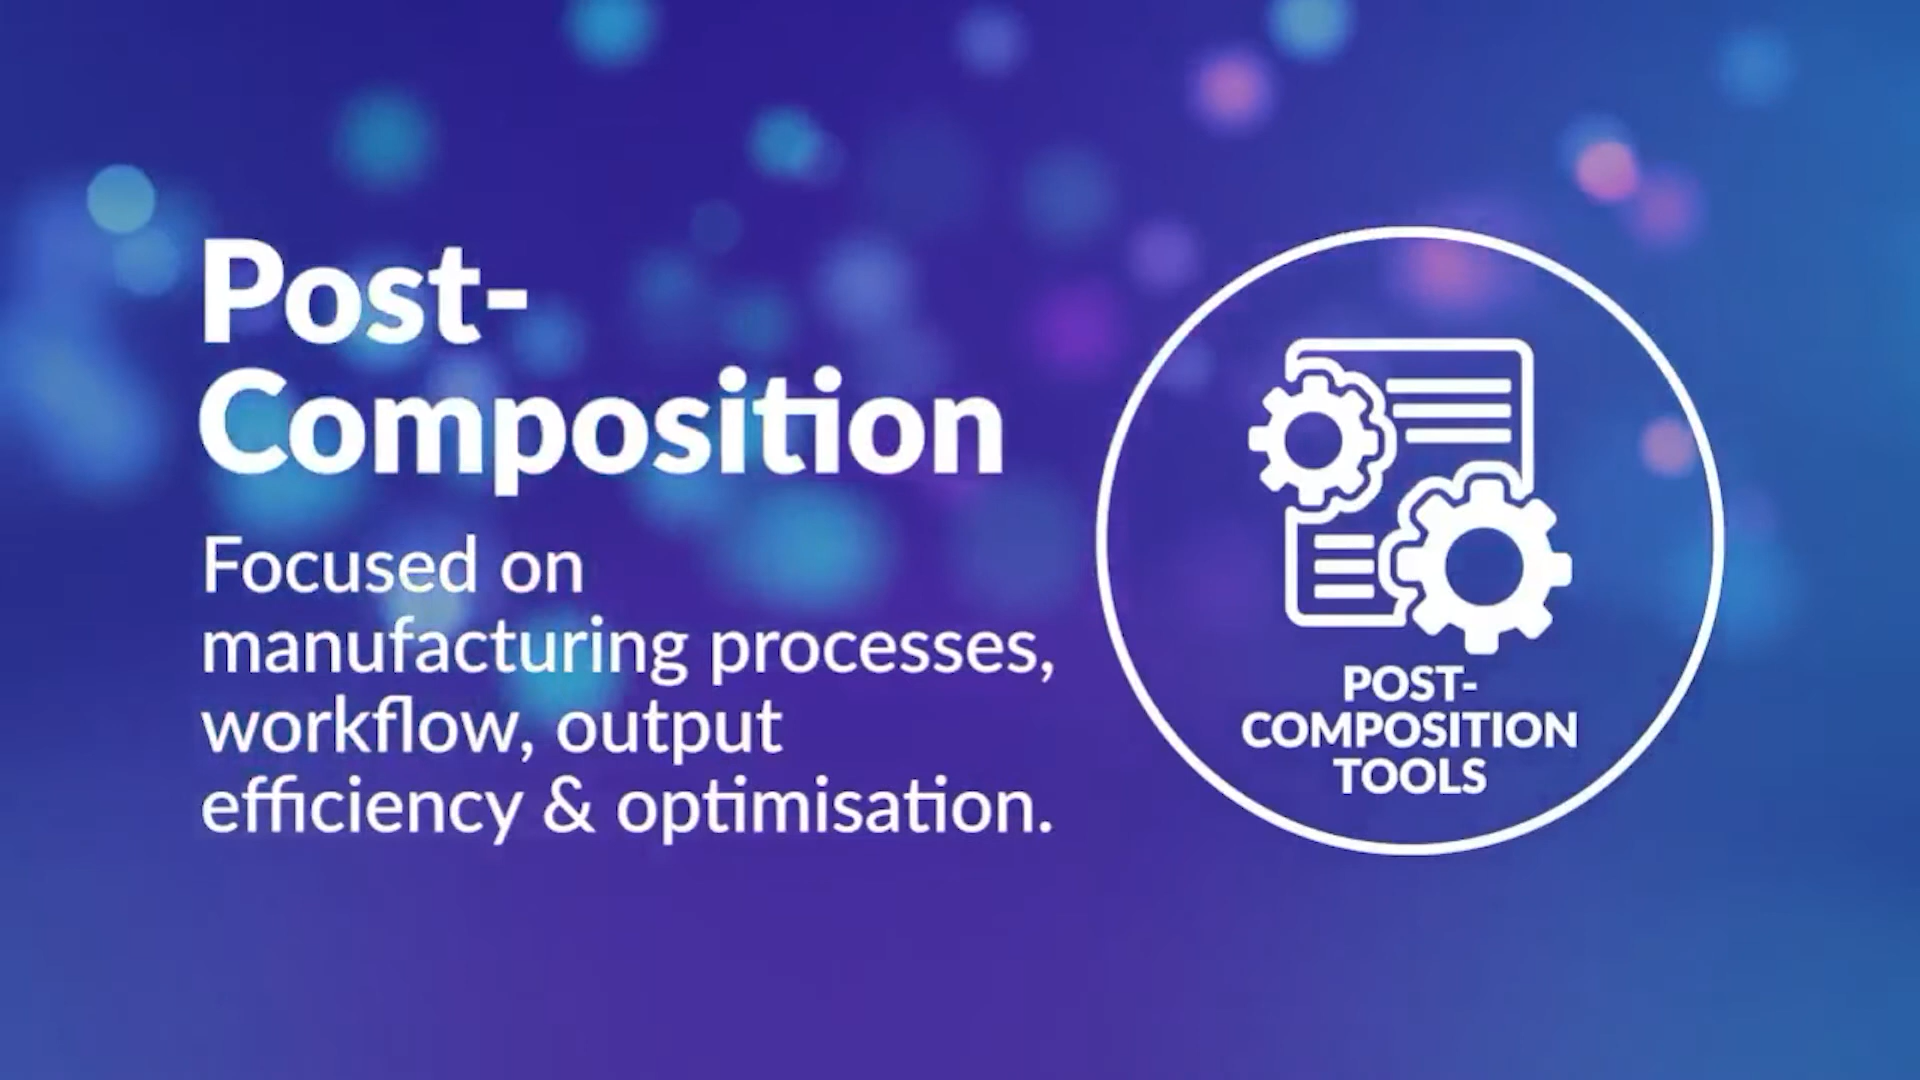 Post-
Composition
Focused on
manufacturing processes,
workflow, output
efficiency & optimisation.
POST-
COMPOSITION
TOOLS